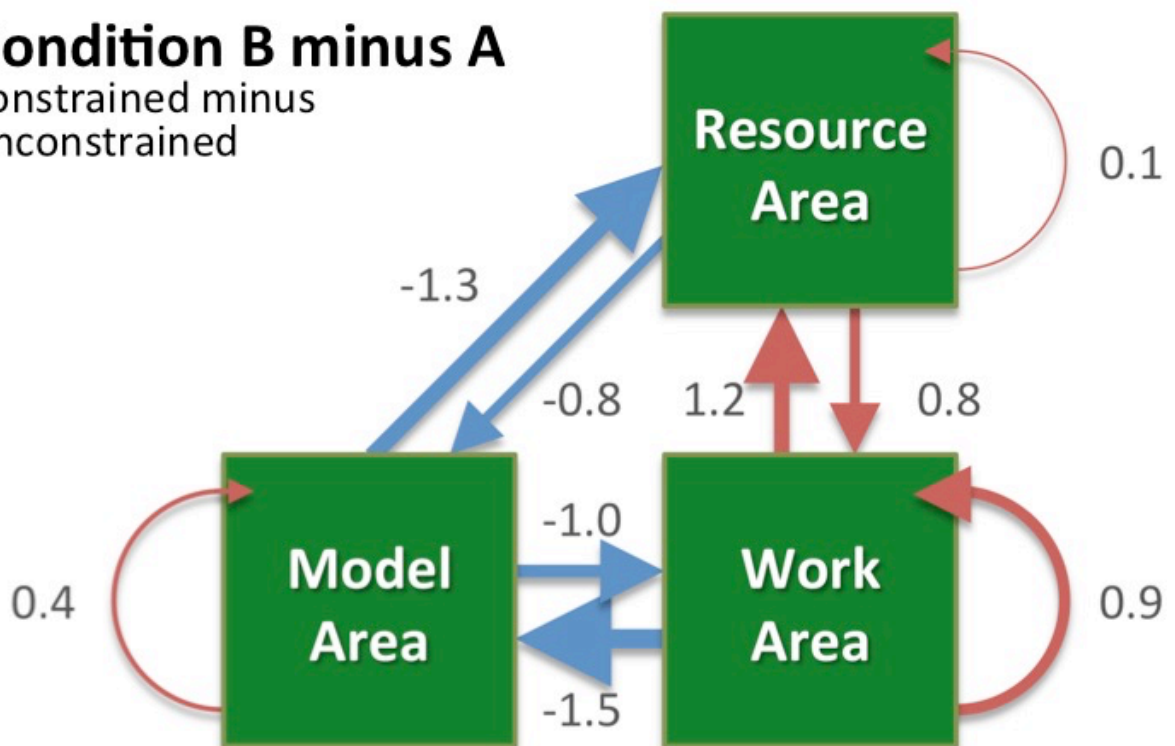 ondition B minus A
onstrained minus
nconstrained
Resource
Area
0.1
-1.3
-0.8
1.2
0.8
-1.0
Model
Area
Work
Area
0.4
0.9
-1.5